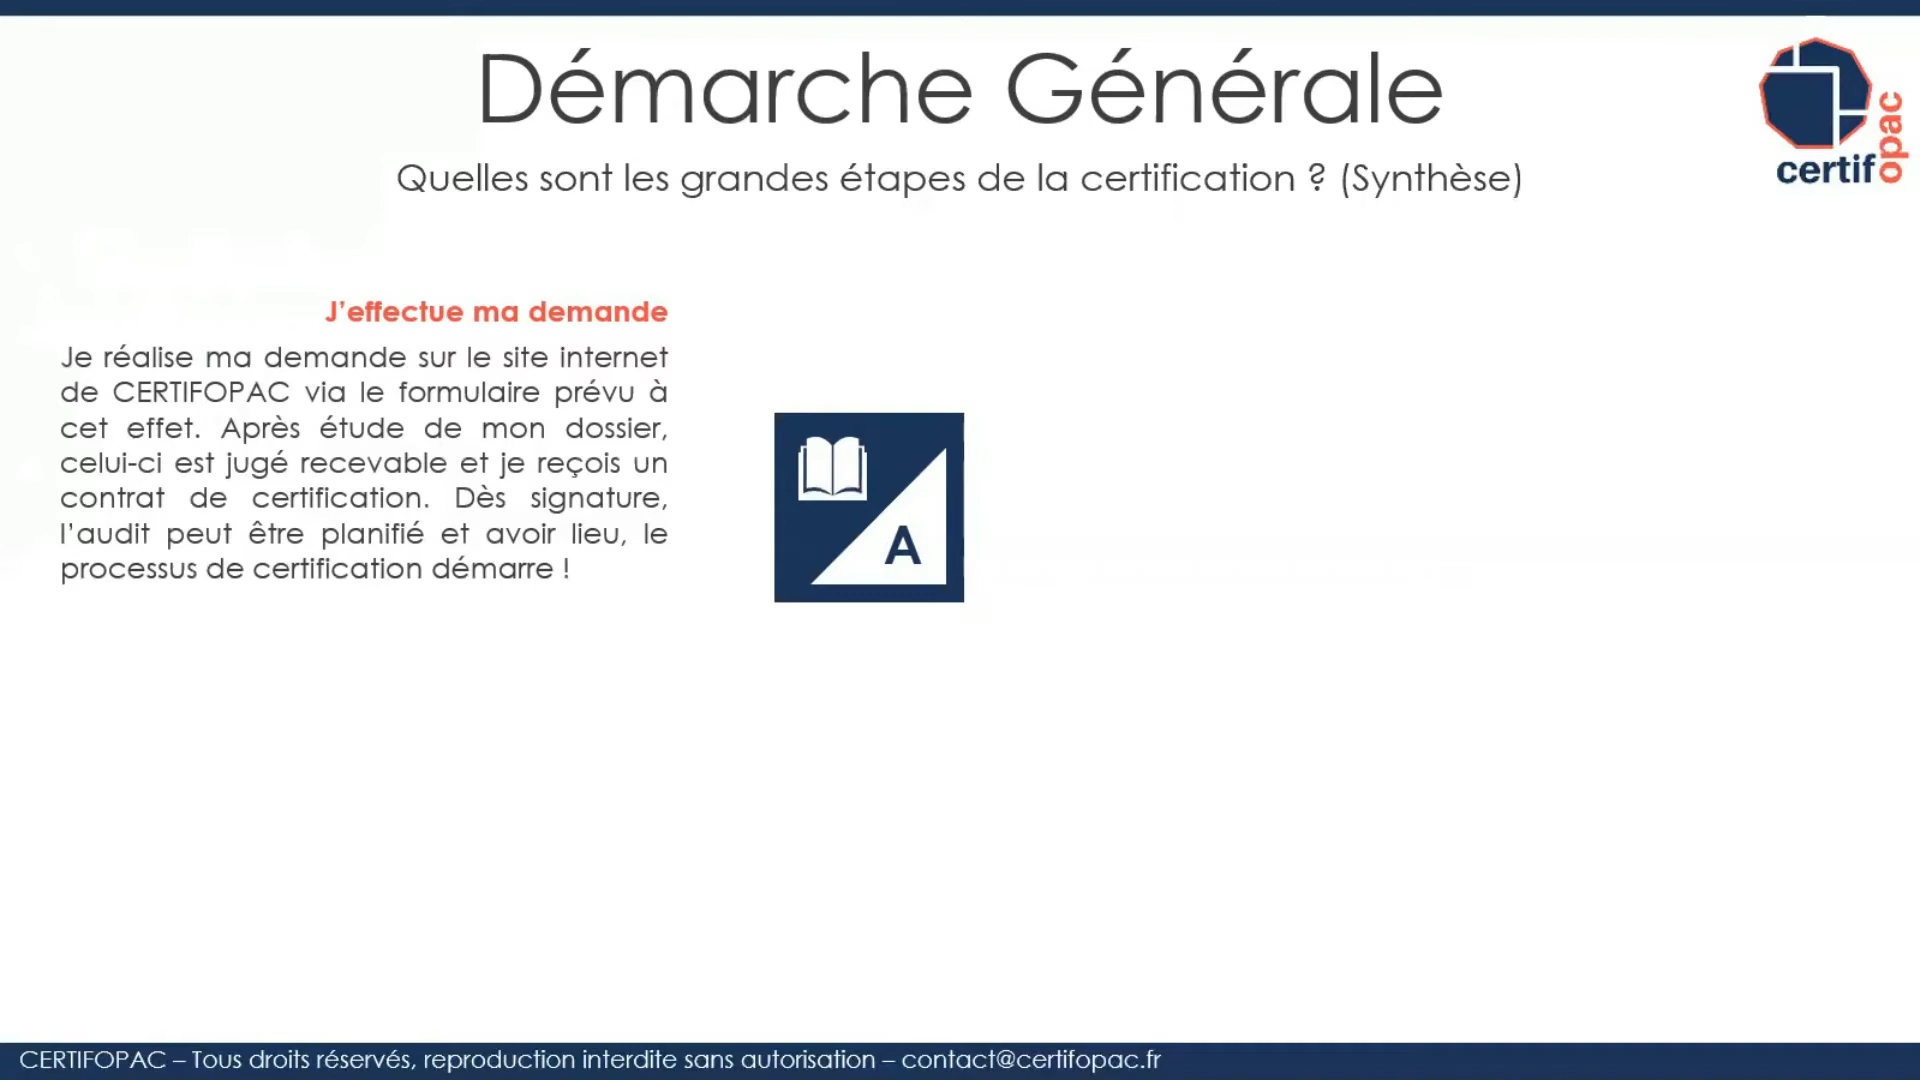 Démarche Générale
Quelles sont les grandes étapes de la certification ? (Synthèse)
certif
opac
J’effectue ma demande
Je réalise ma demande sur le site internet
de CERTIFOPAC via le formulaire prévu à
cet effet. Après étude de mon dossier,
celui-ci est jugé recevable et je reçois un
contrat de certification. Dès signature,
l’audit peut être planifié et avoir lieu, le
processus de certification démarre !
A
CERTIFOPAC – Tous droits réservés, reproduction interdite sans autorisation – contact@certifopac.fr